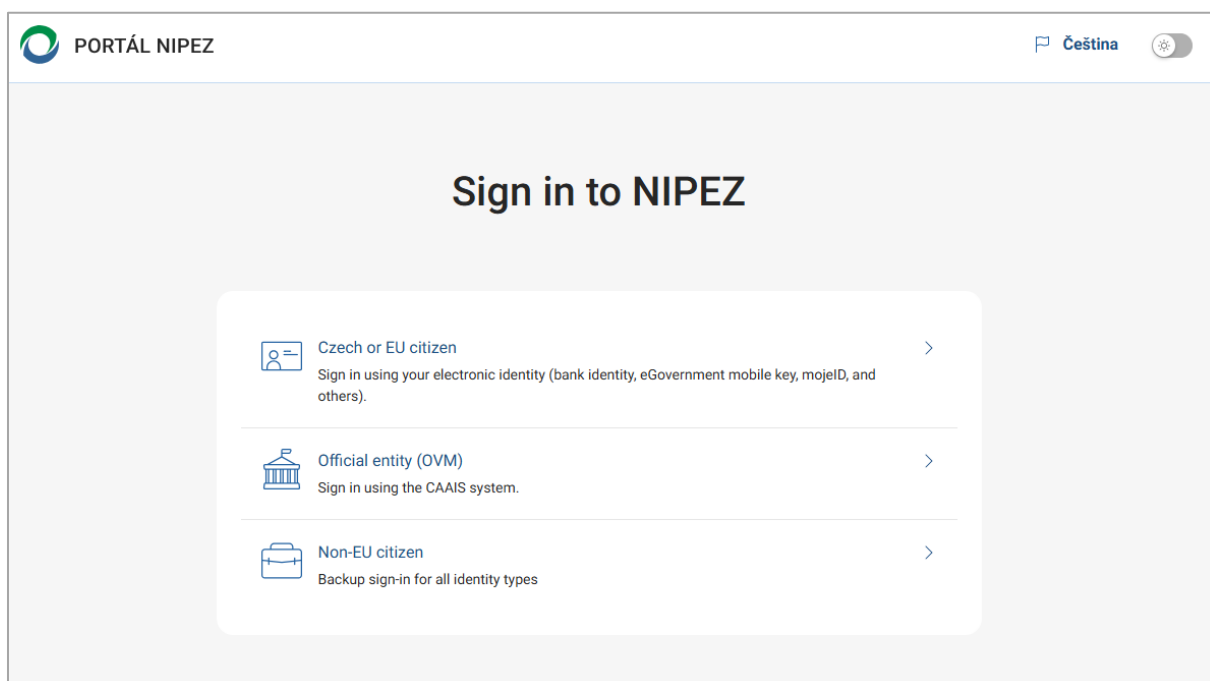 PORTÁL NIPEZ
Čeština
Sign in to NIPEZ
Czech or EU citizen
Sign in using your electronic identity (bank identity, eGovernment mobile key, mojeID, and
others).
Official entity (OVM)
Sign in using the CAAIS system.
Non-EU citizen
Backup sign-in for all identity types